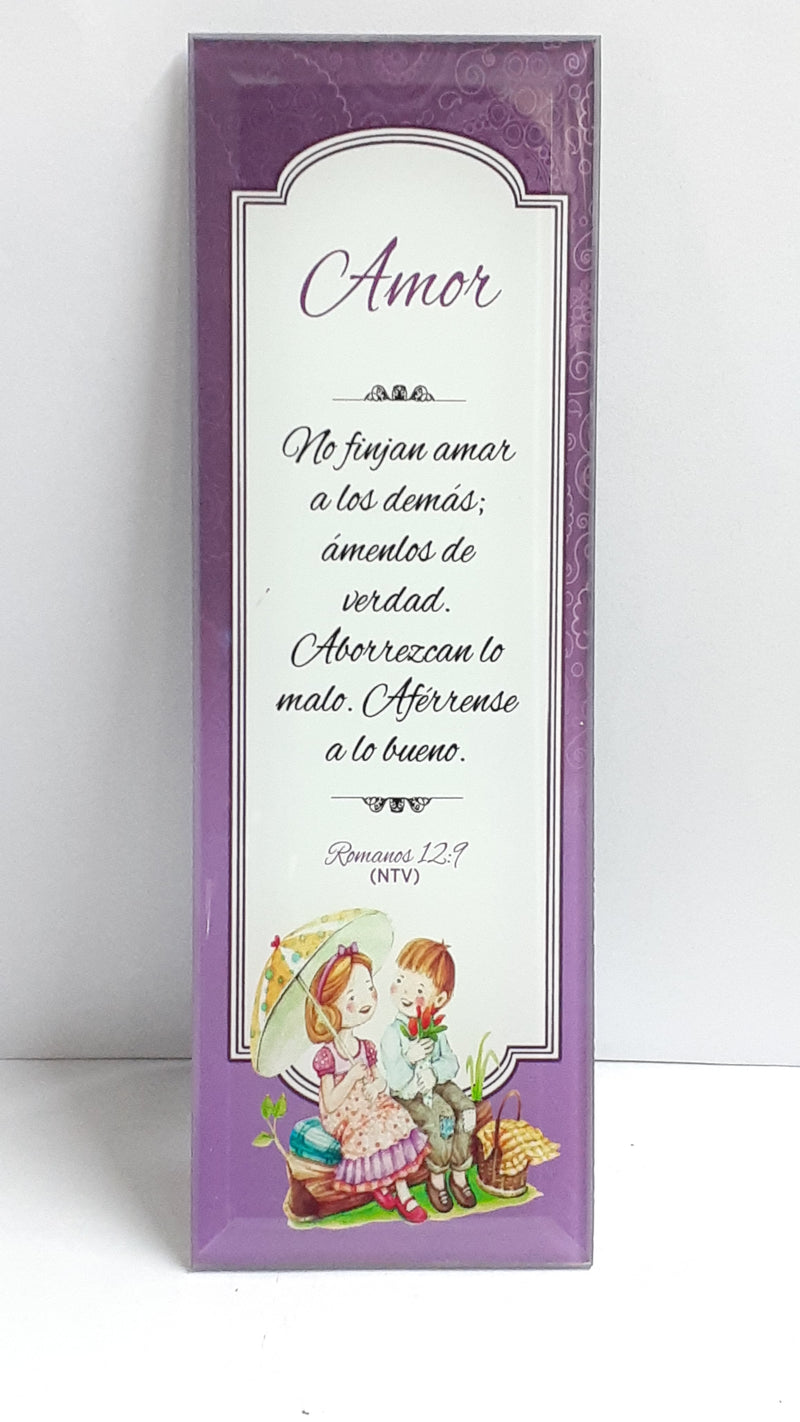 Amor
No finjan amar
a los demás;
ámenlos de
verdad.
Aborrezcan lo
malo. Aférrense
a lo bueno.
Romanos 12:9
(NTV)